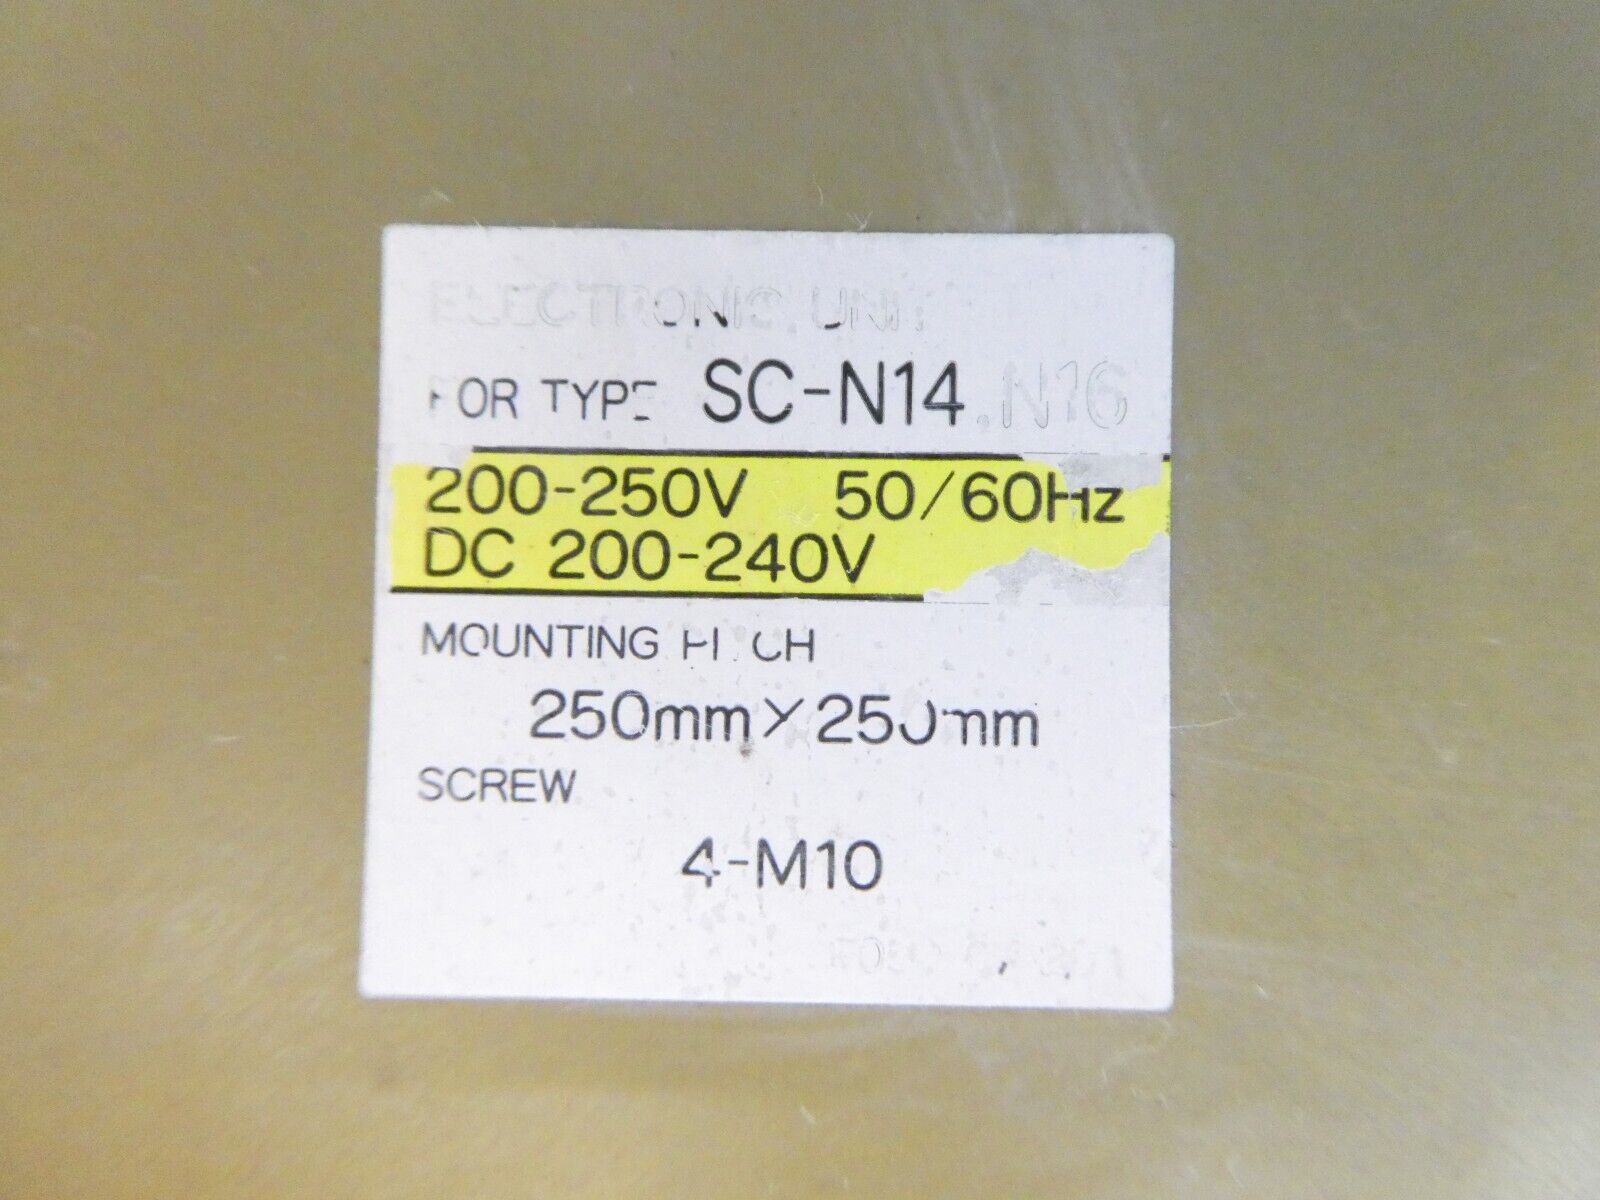 ELECTRONIC UNIT
FOR TYPE SC-N14.N16
200-250V 50/60Hz
DC 200-240V
MOUNTING PITCH
250mm×250mm
SCREW
4-M10